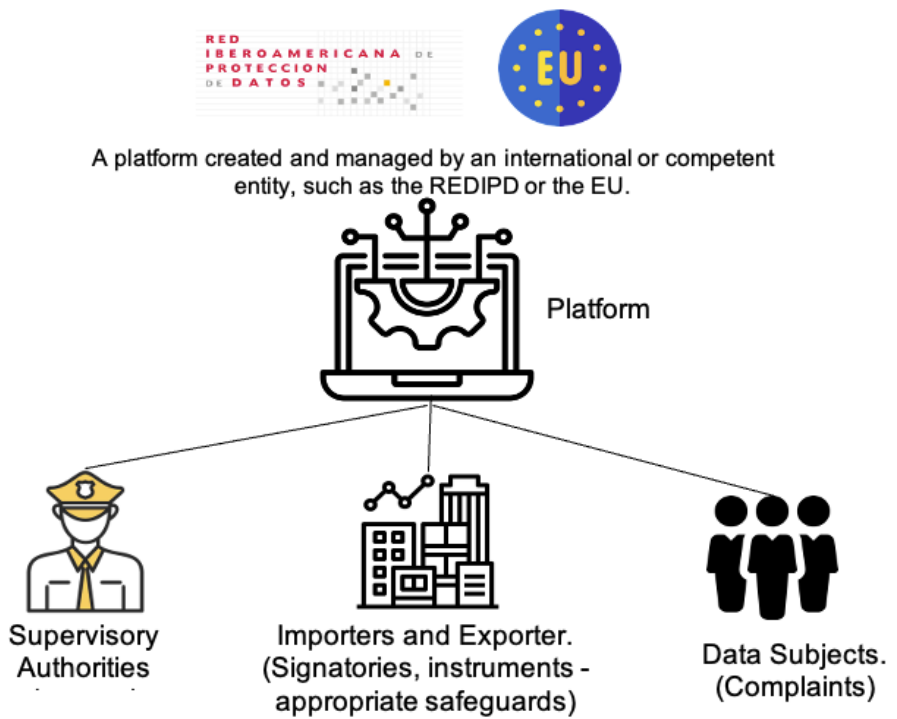 RED
IBEROAMERICANA DE
PROTECCION
DE DATOS
EU
A platform created and managed by an international or competent
entity, such as the REDIPD or the EU.
Platform
Supervisory
Authorities
Importers and Exporter.
(Signatories, instruments -
appropriate safeguards)
Data Subjects.
(Complaints)